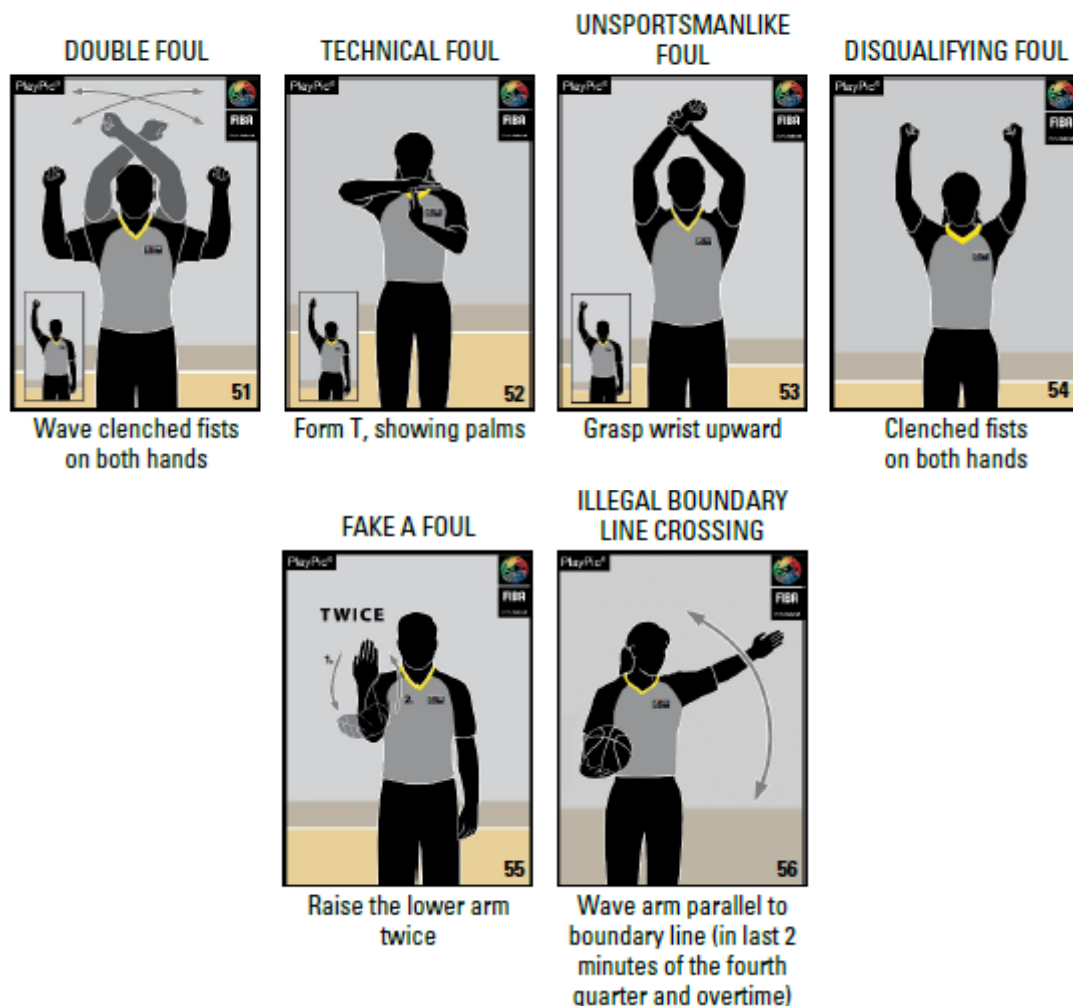 DOUBLE FOUL
TECHNICAL FOUL
UNSPORTSMANLIKE
FOUL
DISQUALIFYING FOUL
PlayPic®
FIBA
51
PlayPic®
FIBA
52
PlayPic®
FIBA
53
PlayPic®
FIBA
54
Wave clenched fists
on both hands
Form T, showing palms
Grasp wrist upward
Clenched fists
on both hands
FAKE A FOUL
ILLEGAL BOUNDARY
LINE CROSSING
PlayPic®
FIBA
TWICE
1.
2.
55
PlayPic®
FIBA
56
Raise the lower arm
twice
Wave arm parallel to
boundary line (in last 2
minutes of the fourth
quarter and overtime)